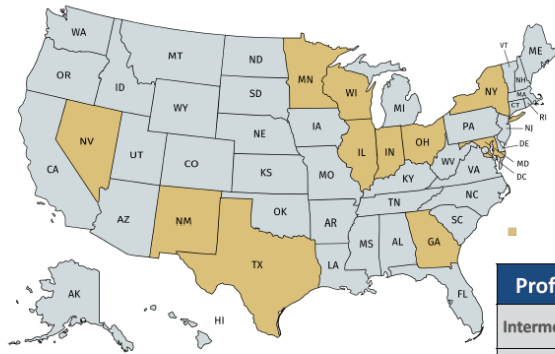 WA
MT
ND
MN
VT
ME
OR
ID
SD
WI
NY
NH
MA
WY
MI
CT
RI
NE
IA
PA
NJ
NV
UT
CO
IL
IN
OH
DE
CA
KS
MO
WV
VA
MD
KY
DC
AZ
NM
OK
AR
TN
NC
SC
MS
AL
GA
TX
LA
FL
AK
HI
Prof
Interme